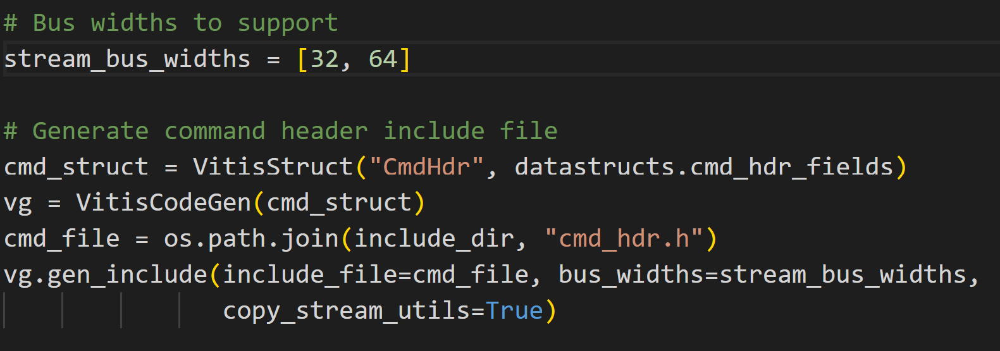 # Bus widths to support
stream_bus_widths = [32, 64]
# Generate command header include file
cmd_struct = VitisStruct("CmdHdr", datastructs.cmd_hdr_fields)
vg = VitisCodeGen(cmd_struct)
cmd_file = os.path.join(include_dir, "cmd_hdr.h")
vg.gen_include(include_file=cmd_file, bus_widths=stream_bus_widths,
copy_stream_utils=True)